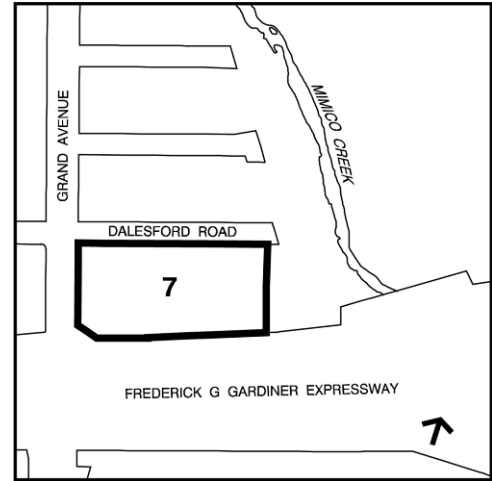 GRAND AVENUE
MIMICO CREEK
DALESFORD ROAD
7
FREDERICK G GARDINER EXPRESSWAY